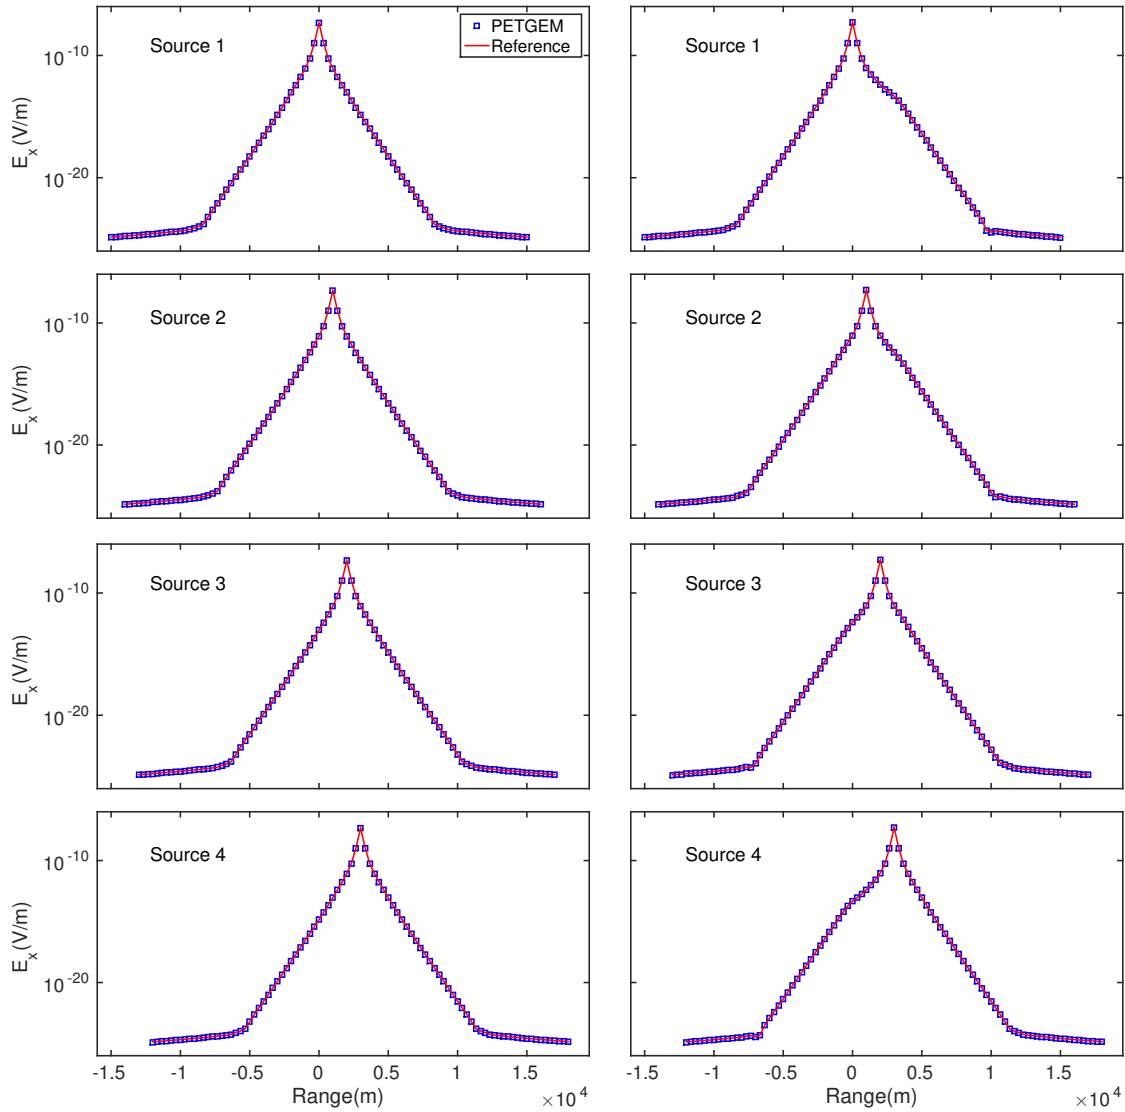 Source 1
PETGEM
Reference
Source 1
10^-10
E_x (V/m)
10^-20
Source 2
Source 2
10^-10
E_x (V/m)
10^-20
Source 3
Source 3
10^-10
E_x (V/m)
10^-20
Source 4
Source 4
10^-10
E_x (V/m)
10^-20
-1.5 -1 -0.5 0 0.5 1 1.5
-1.5 -1 -0.5 0 0.5 1 1.5
Range(m) ×10^4
Range(m) ×10^4